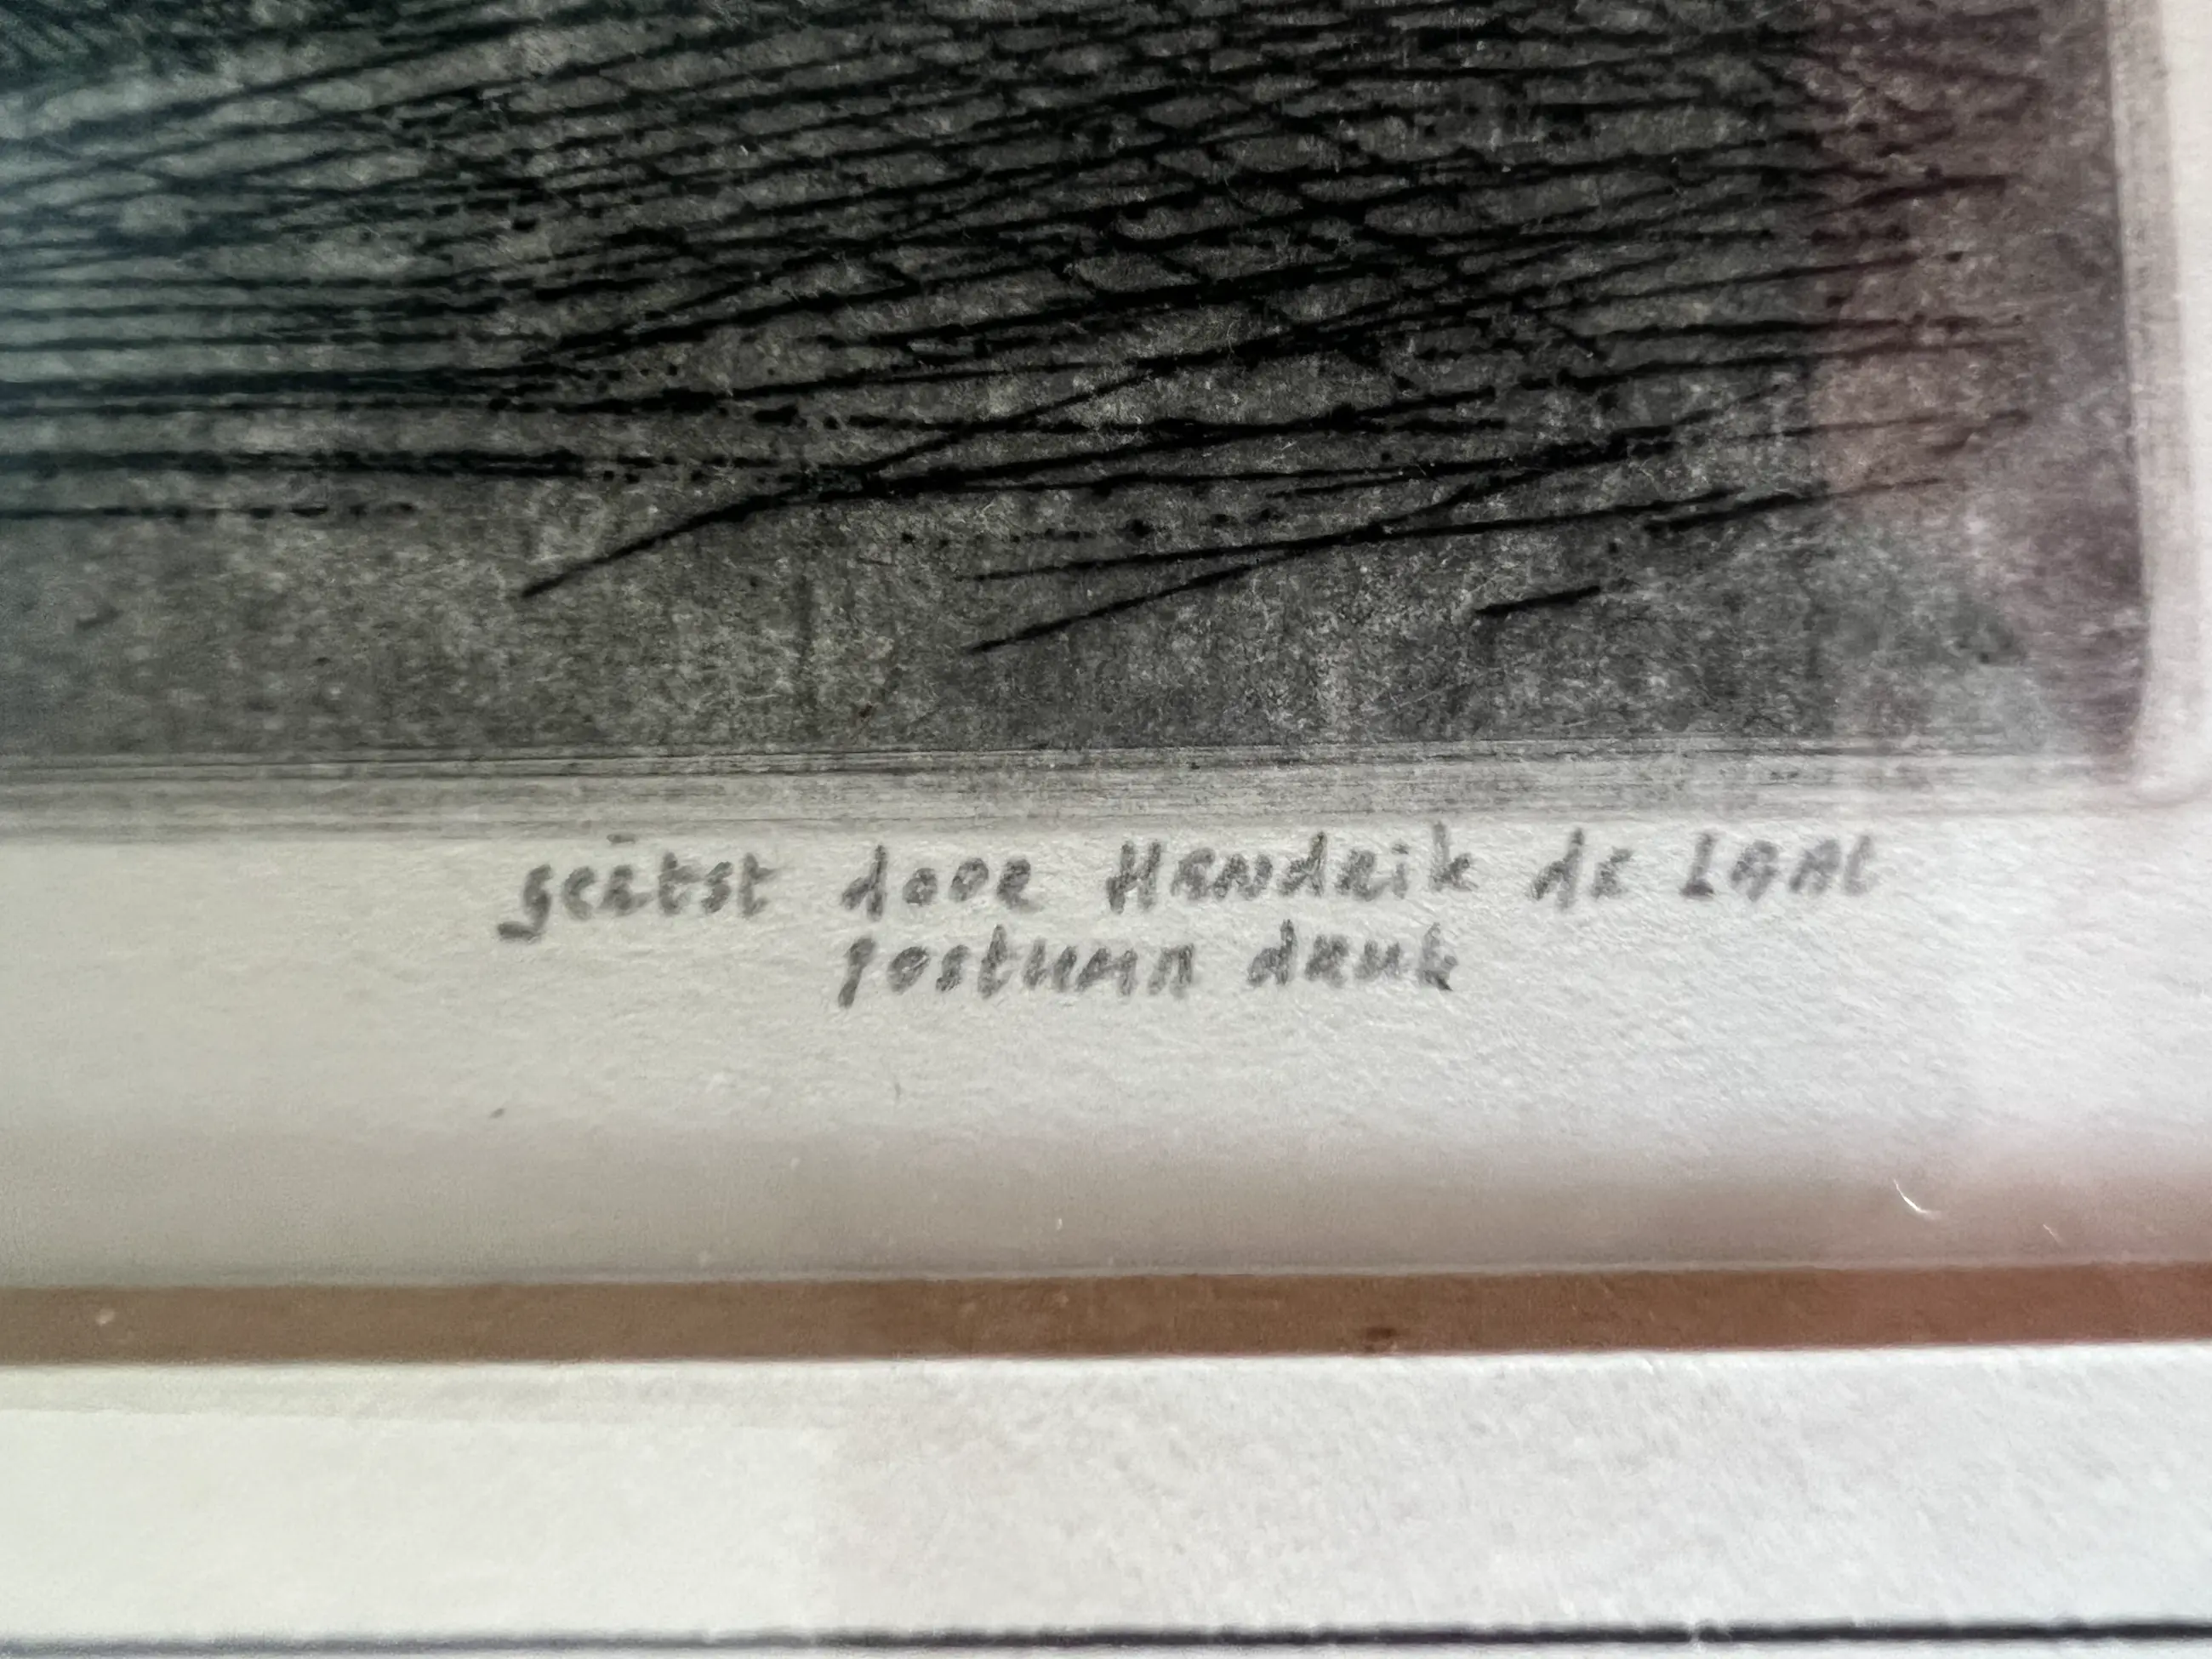 geëtst door Hendrik de LAAt
postuum druk